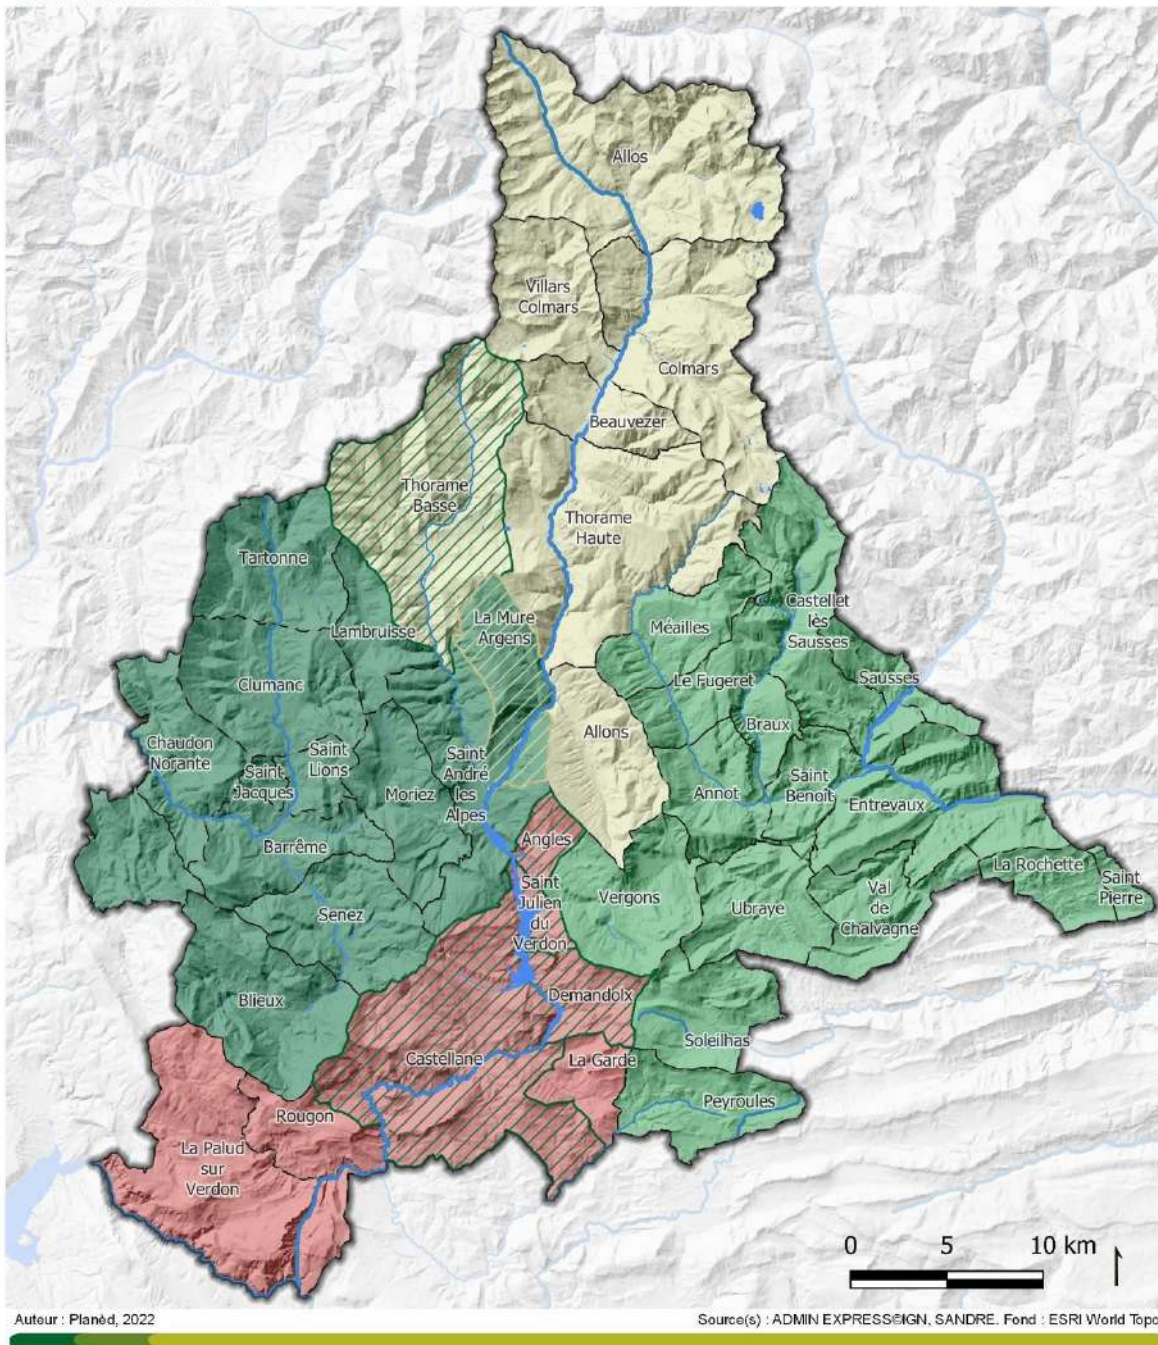 Allos
Villars
Colmars
Colmars
Beauvezer
Thorame
Basse
Thorame
Haute
Tartonne
Lambruisse
La Mure
Argens
Méailles
Castellet
lès
Sausses
Clumanc
Le Fugeret
Sausses
Chaudon
Norante
Saint
Jacques
Saint
Lions
Moriez
Saint
André
les
Alpes
Allons
Braux
Annot
Saint
Benoît
Entrevaux
Barrême
Angles
La Rochette
Saint
Pierre
Senez
Saint
Julien
du
Verdon
Vergons
Ubraye
Val
de
Chalvagne
Blieux
Demandolx
Soleilhas
Castellane
La Garde
Peyroules
Rougon
La Palud
sur
Verdon
0 5 10 km
Auteur : Planèd, 2022
Source(s) : ADMIN EXPRESS©IGN, SANDRE. Fond : ESRI World Topo